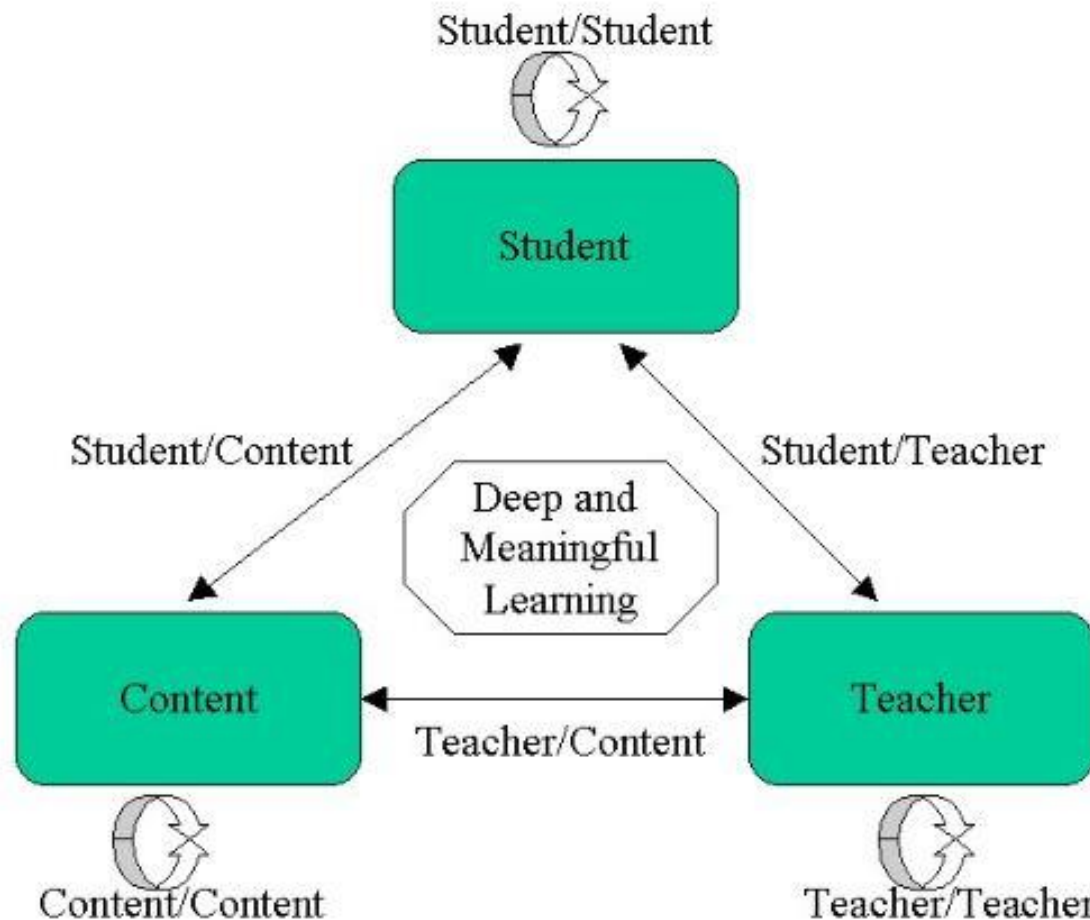 Student/Student
Student
Student/Content
Student/Teacher
Deep and
Meaningful
Learning
Content
Teacher
Teacher/Content
Content/Content
Teacher/Teacher